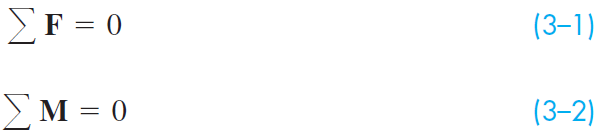 ∑ F = 0 (3–1)
∑ M = 0 (3–2)